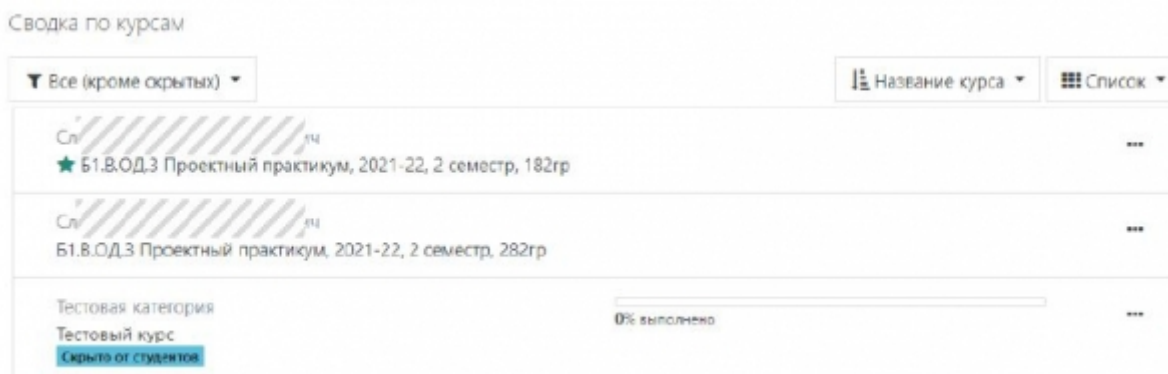 Сводка по курсам
Все (кроме скрытых)
Название курса
Список
Б1.В.ОД.3 Проектный практикум, 2021-22, 2 семестр, 182гр
Б1.В.ОД.3 Проектный практикум, 2021-22, 2 семестр, 282гр
Тестовая категория
0% выполнено
Тестовый курс
Скрыто от студентов